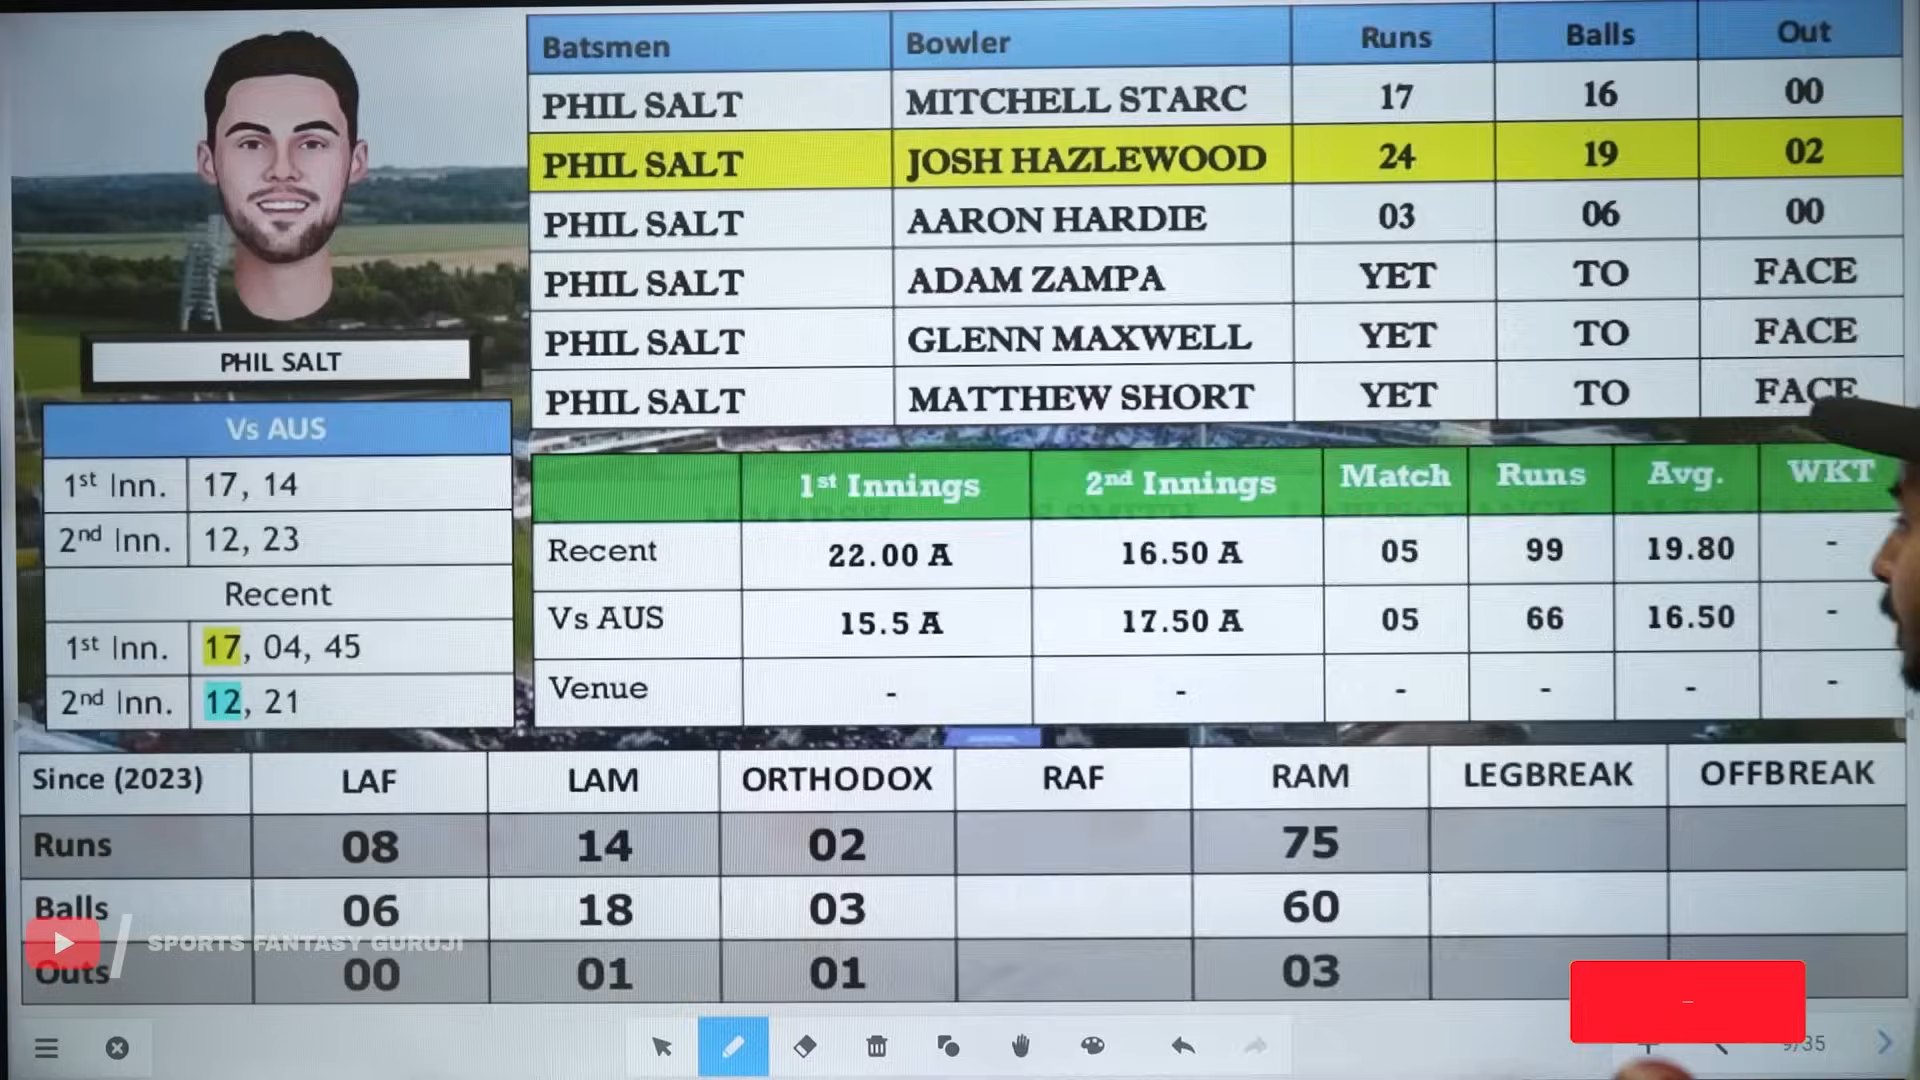 Batsmen Bowler Runs Balls Out
PHIL SALT MITCHELL STARC 17 16 00
PHIL SALT JOSH HAZLEWOOD 24 19 02
PHIL SALT AARON HARDIE 03 06 00
PHIL SALT ADAM ZAMPA YET TO FACE
PHIL SALT GLENN MAXWELL YET TO FACE
PHIL SALT MATTHEW SHORT YET TO FACE
PHIL SALT
Vs AUS
1st Inn. 17, 14
2nd Inn. 12, 23
Recent
1st Inn. 17, 04, 45
2nd Inn. 12, 21
1st Innings 2nd Innings Match Runs Avg. WKT
Recent 22.00 A 16.50 A 05 99 19.80 -
Vs AUS 15.5 A 17.50 A 05 66 16.50 -
Venue - - - - - -
Since (2023) LAF LAM ORTHODOX RAF RAM LEGBREAK OFFBREAK
Runs 08 14 02 75
Balls 06 18 03 60
Outs 00 01 01 03
SPORTS FANTASY GURUJI
9/35